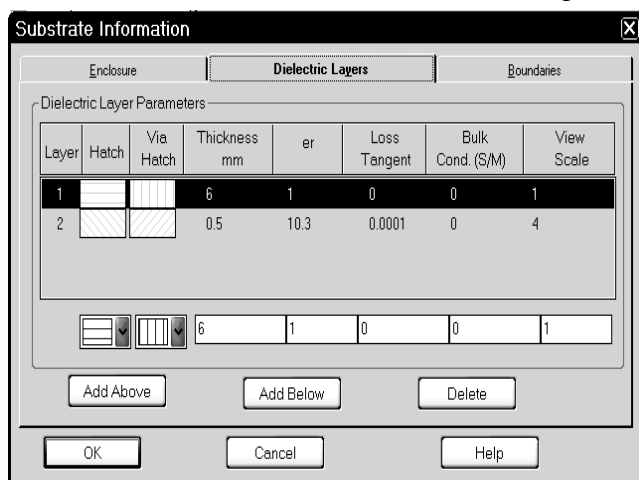 Substrate Information X
Enclosure Dielectric Layers Boundaries
Dielectric Layer Parameters
Layer Hatch Via Hatch Thickness mm er Loss Tangent Bulk Cond. (S/M) View Scale
1 6 1 0 0 1
2 0.5 10.3 0.0001 0 4
6 1 0 0 1
Add Above Add Below Delete
OK Cancel Help